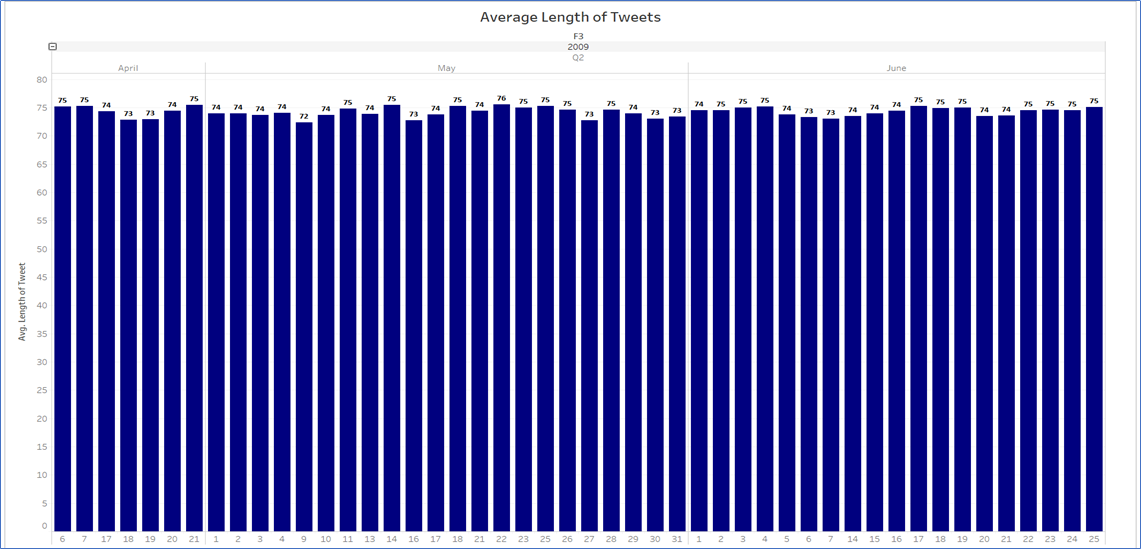 Average Length of Tweets
F3
2009
Q2
April May June
80
75
70
65
60
55
50
45
40
35
30
25
20
15
10
5
0
Avg. Length of Tweet
75 75 74 73 73 74 75 74 74 74 74 72 74 75 74 75 73 74 75 74 76 75 75 75 73 75 74 73 73 74 75 75 75 74 73 73 74 74 74 75 75 75 74 74 75 75 75 75
6 7 17 18 19 20 21 1 2 3 4 9 10 11 13 14 16 17 18 21 22 23 25 26 27 28 29 30 31 1 2 3 4 5 6 7 14 15 16 17 18 19 20 21 22 23 24 25